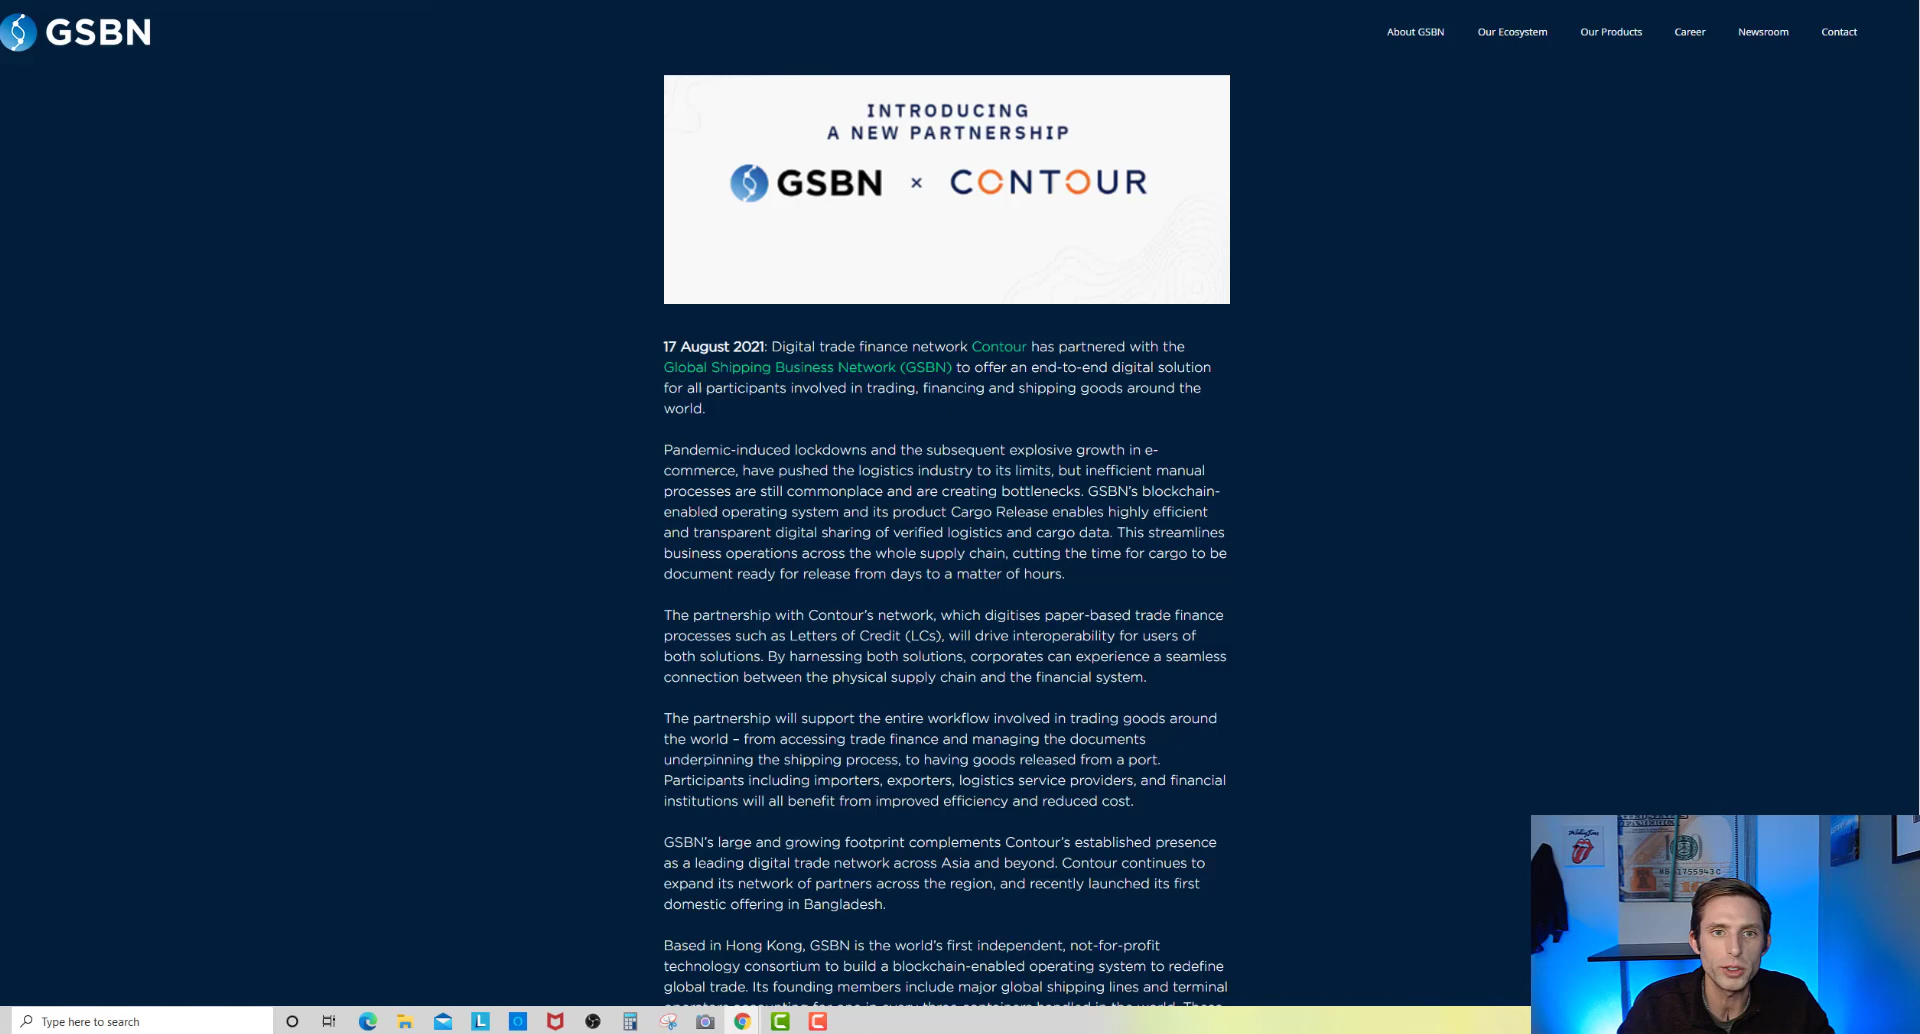 GSBN
About GSBN
Our Ecosystem
Our Products
Career
Newsroom
Contact
INTRODUCING
A NEW PARTNERSHIP
GSBN × CONTOUR
17 August 2021: Digital trade finance network Contour has partnered with the
Global Shipping Business Network (GSBN) to offer an end-to-end digital solution
for all participants involved in trading, financing and shipping goods around the
world.
Pandemic-induced lockdowns and the subsequent explosive growth in e-
commerce, have pushed the logistics industry to its limits, but inefficient manual
processes are still commonplace and are creating bottlenecks. GSBN’s blockchain-
enabled operating system and its product Cargo Release enables highly efficient
and transparent digital sharing of verified logistics and cargo data. This streamlines
business operations across the whole supply chain, cutting the time for cargo to be
document ready for release from days to a matter of hours.
The partnership with Contour’s network, which digitises paper-based trade finance
processes such as Letters of Credit (LCs), will drive interoperability for users of
both solutions. By harnessing both solutions, corporates can experience a seamless
connection between the physical supply chain and the financial system.
The partnership will support the entire workflow involved in trading goods around
the world – from accessing trade finance and managing the documents
underpinning the shipping process, to having goods released from a port.
Participants including importers, exporters, logistics service providers, and financial
institutions will all benefit from improved efficiency and reduced cost.
GSBN’s large and growing footprint complements Contour’s established presence
as a leading digital trade network across Asia and beyond. Contour continues to
expand its network of partners across the region, and recently launched its first
domestic offering in Bangladesh.
Based in Hong Kong, GSBN is the world’s first independent, not-for-profit
technology consortium to build a blockchain-enabled operating system to redefine
global trade. Its founding members include major global shipping lines and terminal
operators accounting for one in every three containers handled in the world. These
Type here to search